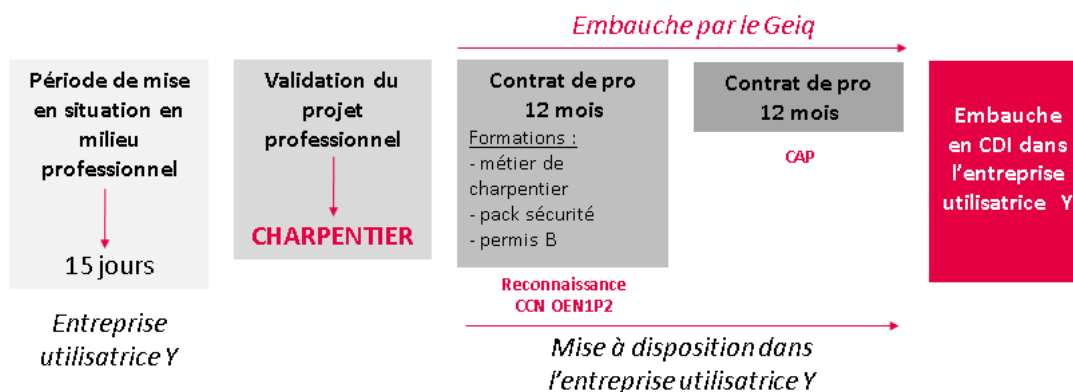 Embauche par le Geiq
Période de mise
en situation en
milieu
professionnel
15 jours
Entreprise
utilisatrice Y
Validation du
projet
professionnel
CHARPENTIER
Contrat de pro
12 mois
Formations :
- métier de
charpentier
- pack sécurité
- permis B
Reconnaissance
CCN OEN1P2
Contrat de pro
12 mois
CAP
Mise à disposition dans
l'entreprise utilisatrice Y
Embauche
en CDI dans
l'entreprise
utilisatrice Y